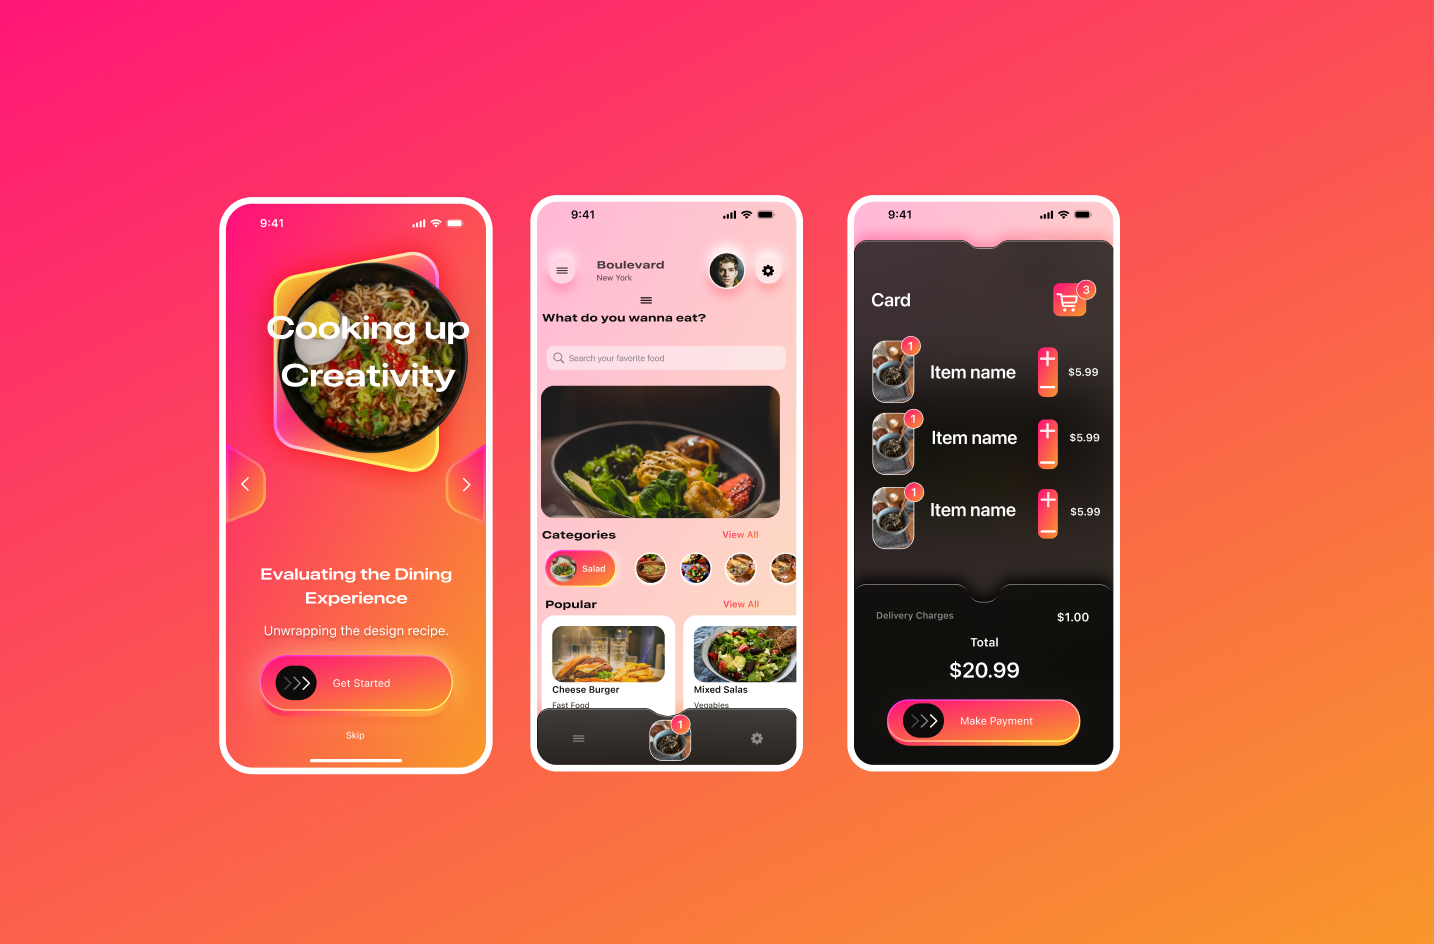 9:41
Cooking up
Creativity
Evaluating the Dining
Experience
Unwrapping the design recipe.
Get Started
Skip
9:41
Boulevard
New York
What do you wanna eat?
Search your favorite food
Categories
View All
Salad
Popular
View All
Cheese Burger
Fast Food
Mixed Salas
Vegables
1
9:41
Card
3
1
Item name
$5.99
1
Item name
$5.99
1
Item name
$5.99
Delivery Charges
$1.00
Total
$20.99
Make Payment